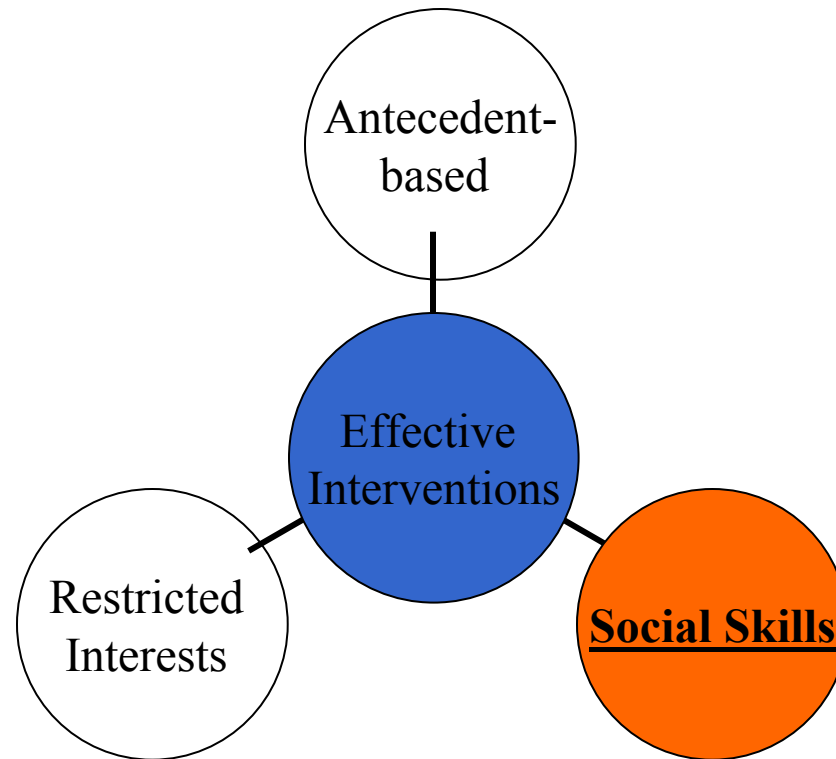 Antecedent-
based
Effective
Interventions
Restricted
Interests
Social Skills